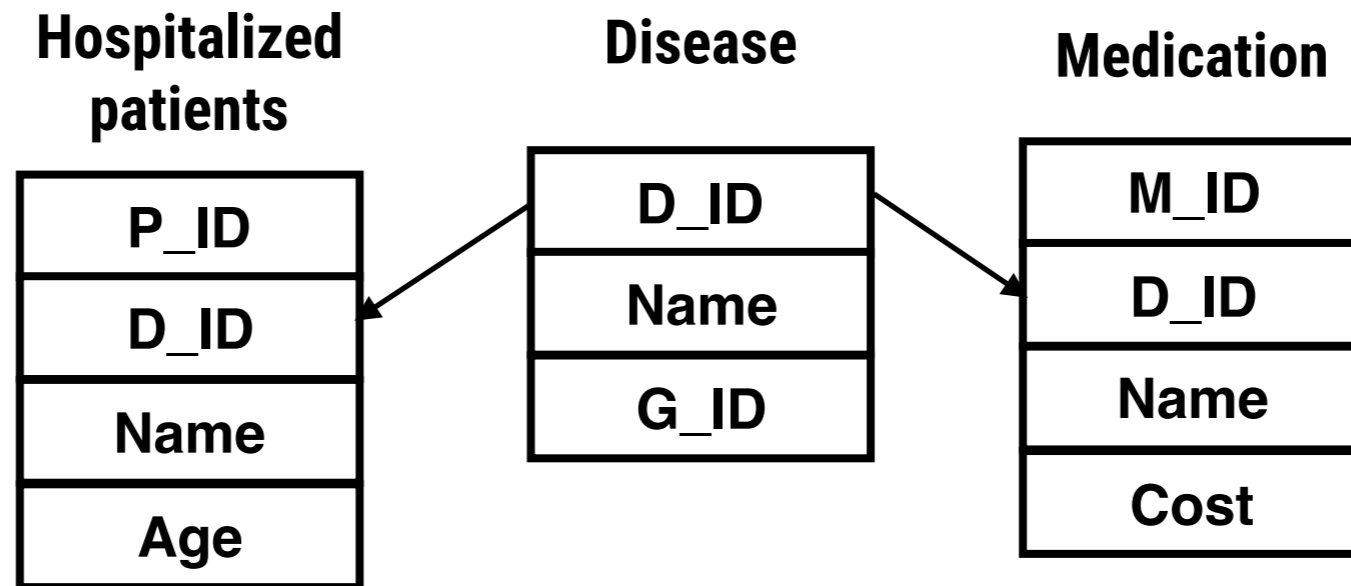 Hospitalized
patients
P_ID
D_ID
Name
Age
Disease
D_ID
Name
G_ID
Medication
M_ID
D_ID
Name
Cost